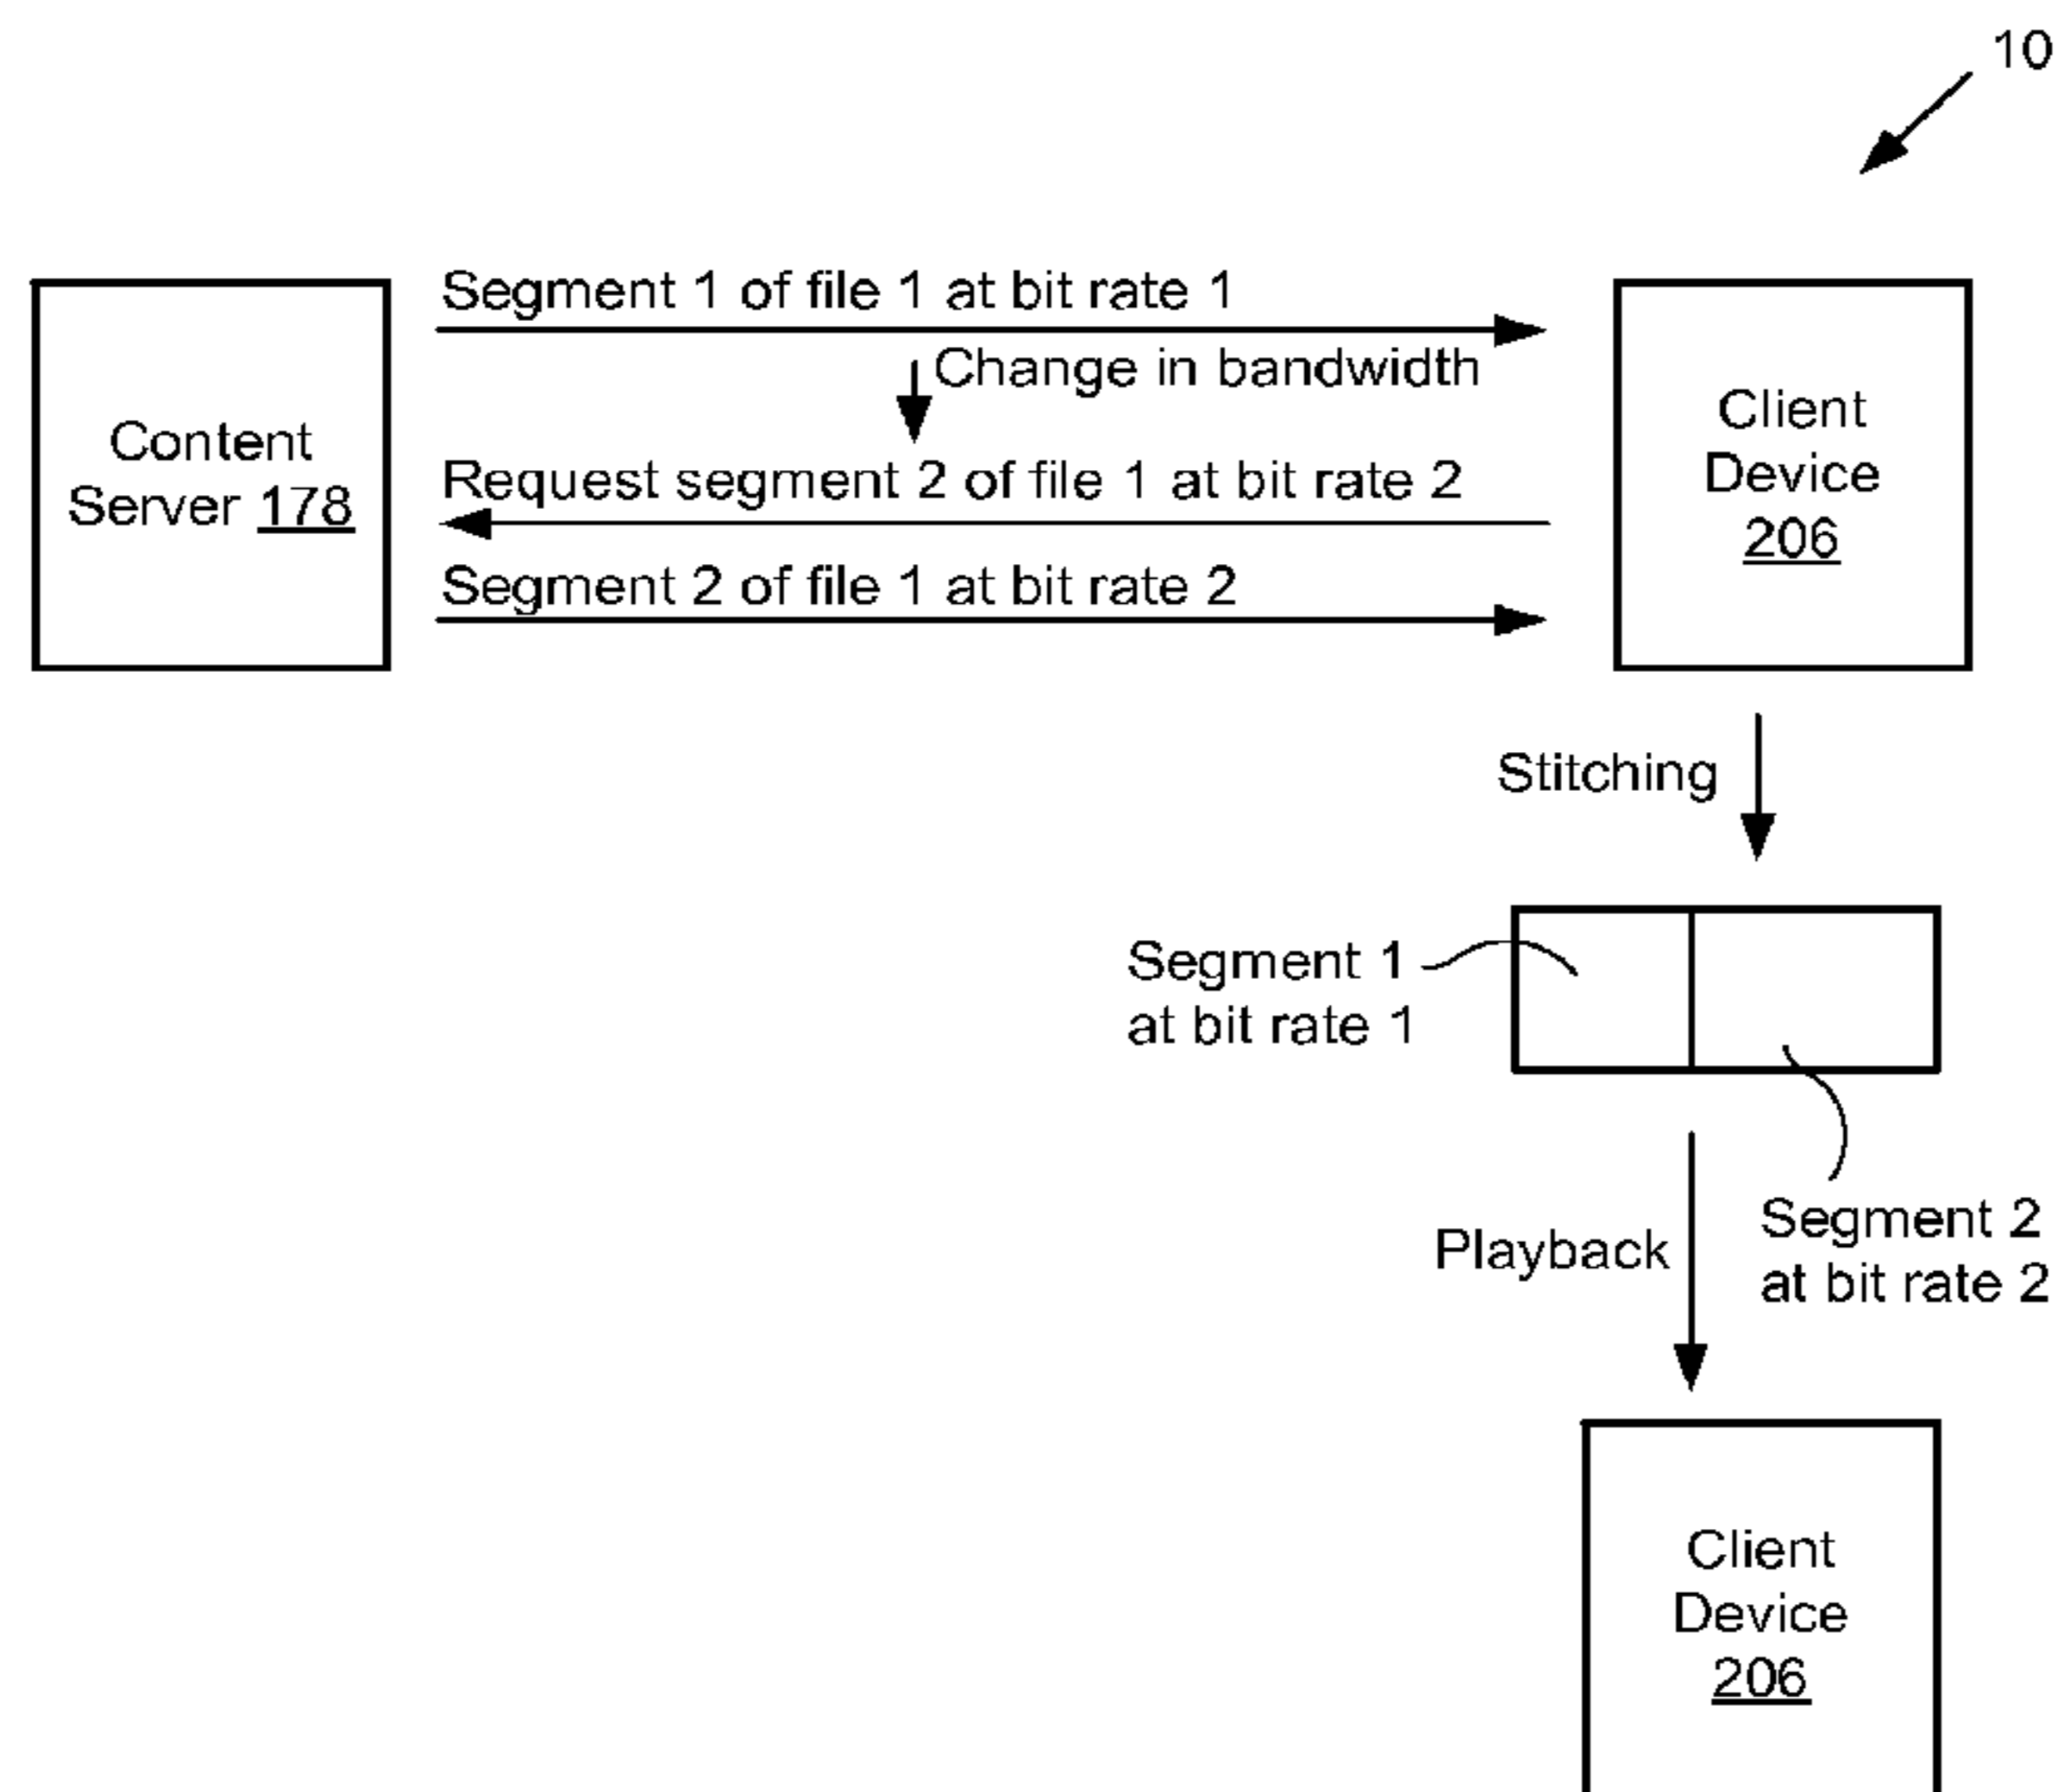 10
Segment 1 of file 1 at bit rate 1
Change in bandwidth
Request segment 2 of file 1 at bit rate 2
Segment 2 of file 1 at bit rate 2
Content
Server 178
Client
Device
206
Stitching
Segment 1
at bit rate 1
Segment 2
at bit rate 2
Playback
Client
Device
206